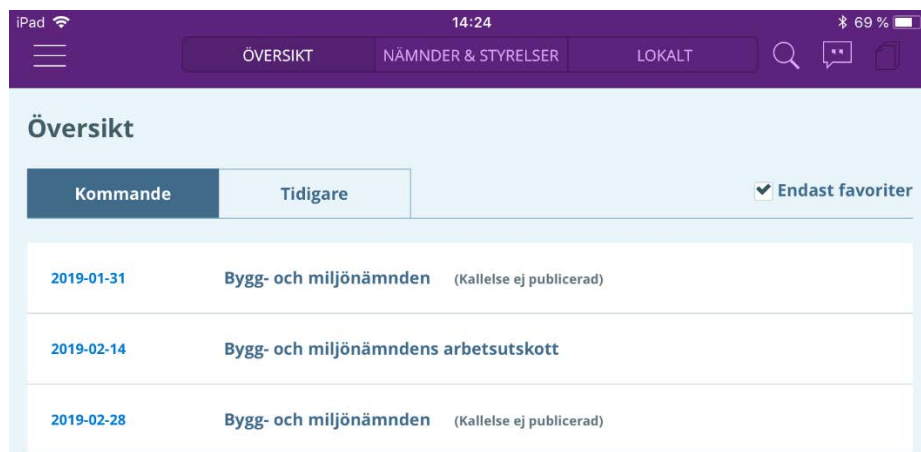 iPad 14:24 69 %
ÖVERSIKT NÄMNDER & STYRELSER LOKALT
Översikt
Kommande Tidigare Endast favoriter
2019-01-31 Bygg- och miljönämnden (Kallelse ej publicerad)
2019-02-14 Bygg- och miljönämndens arbetsutskott
2019-02-28 Bygg- och miljönämnden (Kallelse ej publicerad)